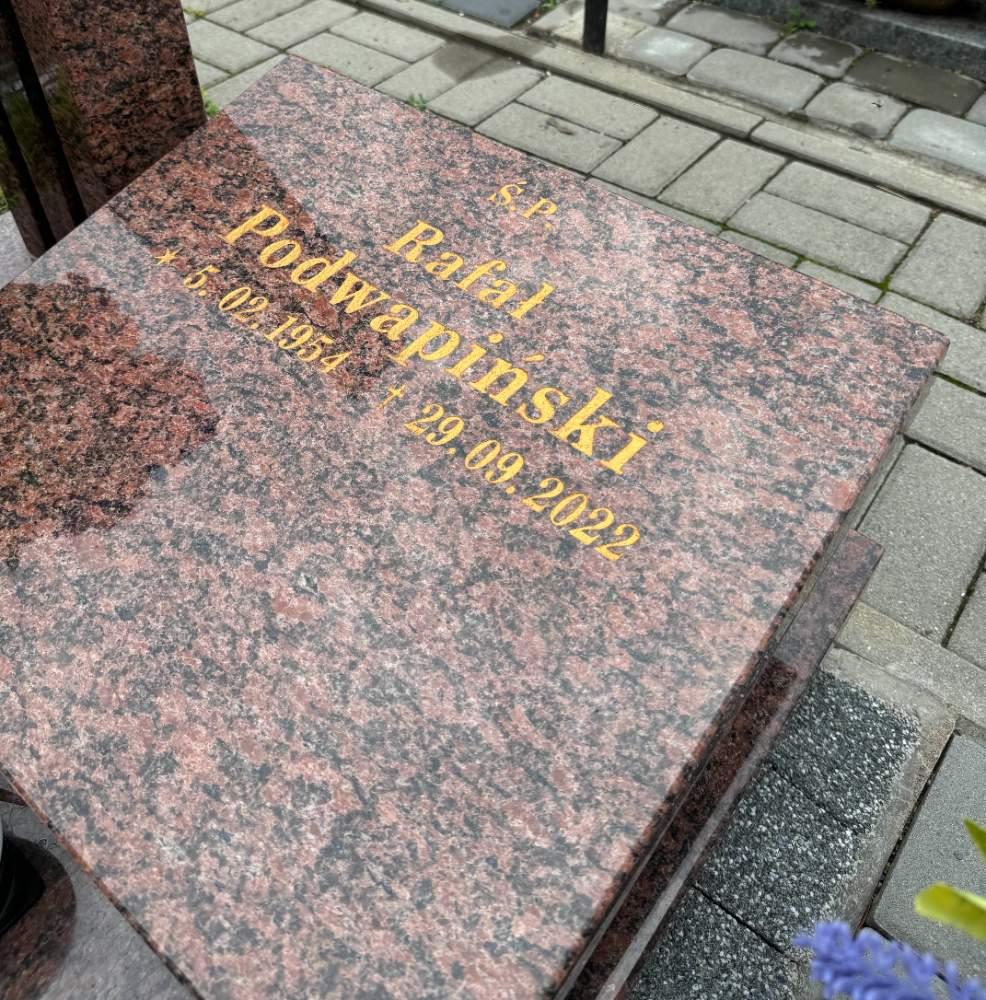 Ś.P.
Rafał
Podwapiński
★ 5. 02. 1954 † 29. 09. 2022